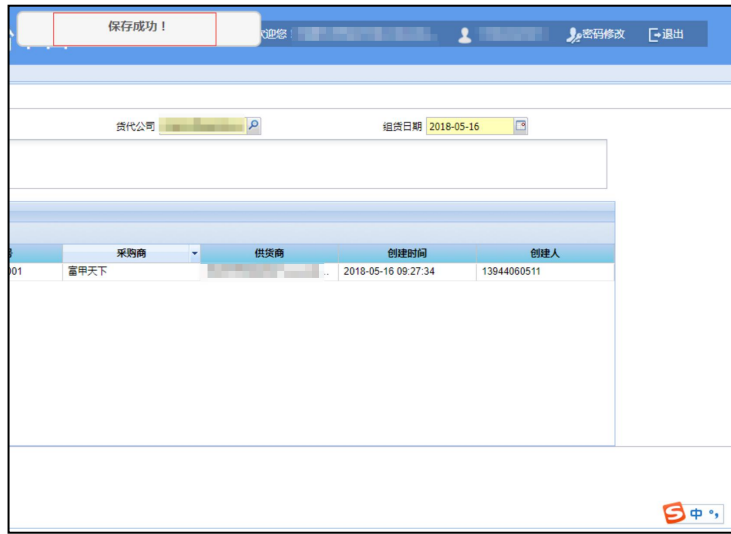 保存成功！
欢迎您！
密码修改
退出
货代公司
组货日期 2018-05-16
采购商 供货商 创建时间 创建人
001 富甲天下 .. 2018-05-16 09:27:34 13944060511
S 中 °,